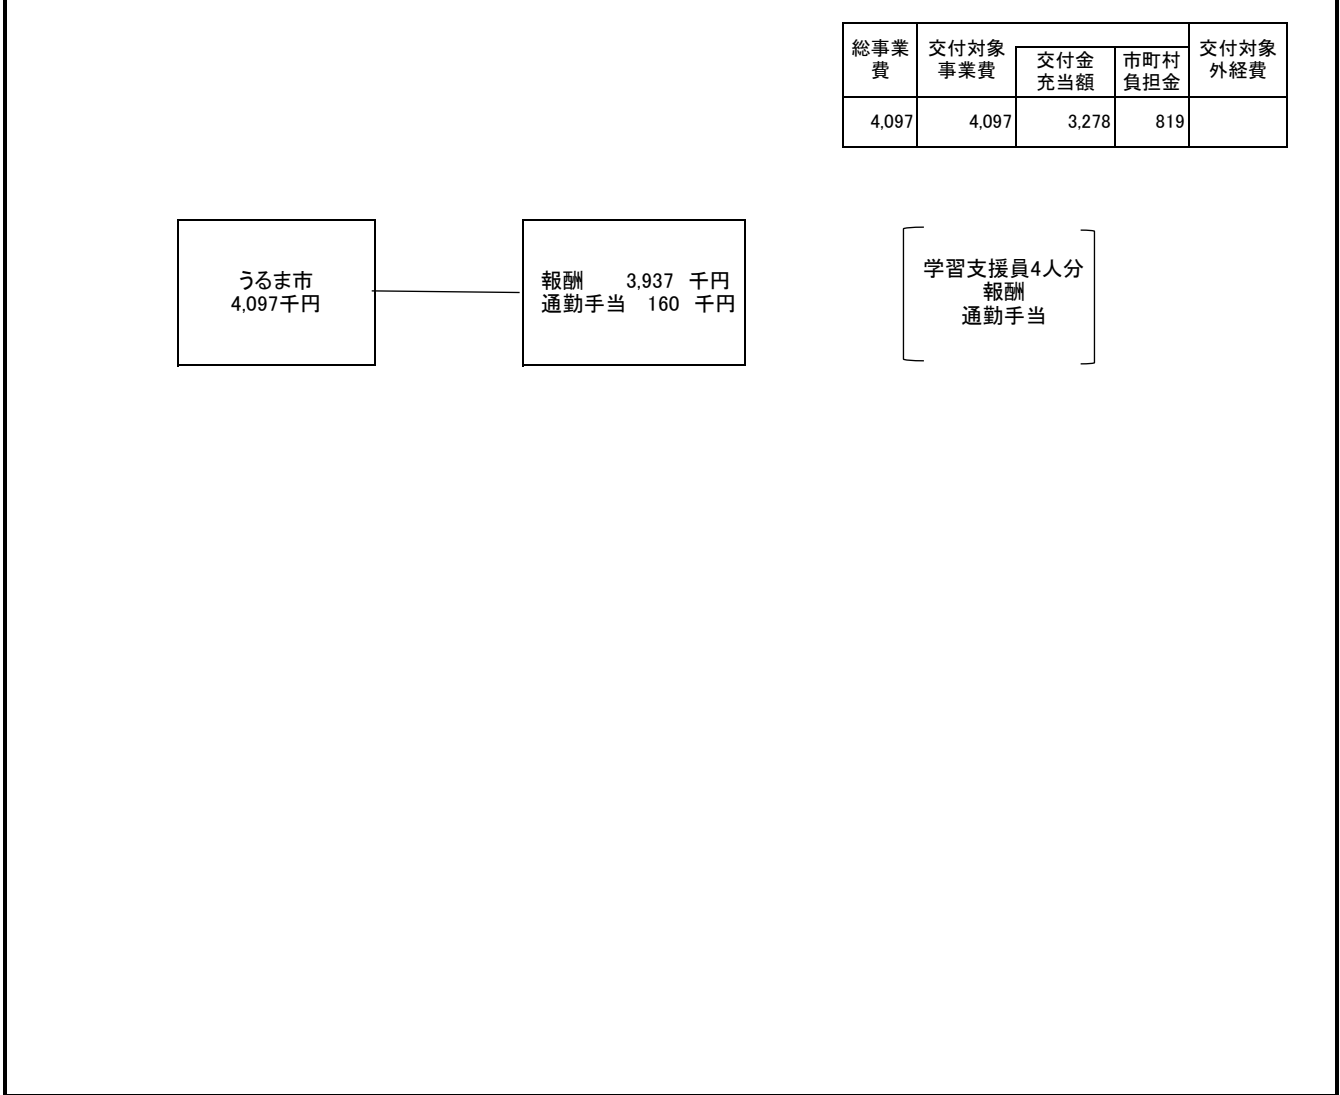 総事業費 交付対象事業費 交付金充当額 市町村負担金 交付対象外経費
4,097 4,097 3,278 819
うるま市
4,097千円
報酬 3,937 千円
通勤手当 160 千円
学習支援員4人分
報酬
通勤手当